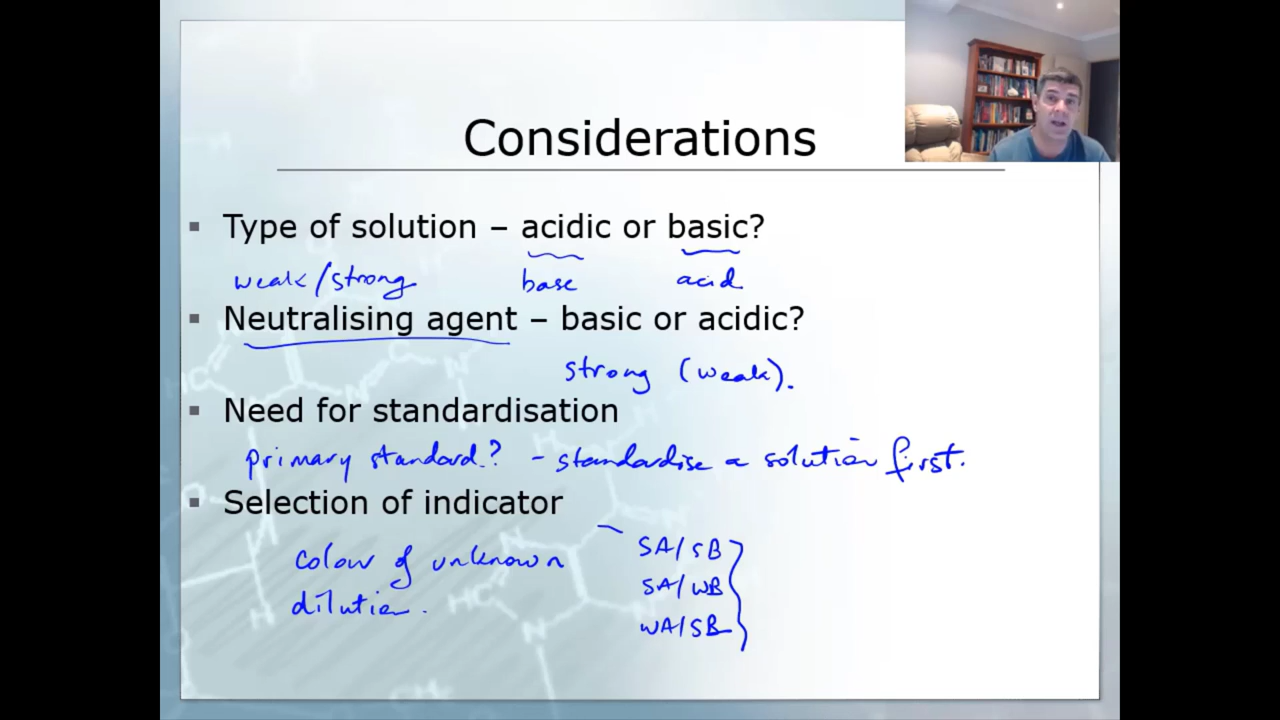 Considerations
Type of solution – acidic or basic?
weak/strong base acid
Neutralising agent – basic or acidic?
strong (weak).
Need for standardisation
primary standard? - standardise a solution first.
Selection of indicator
colour of unknown
dilution.
SA/SB
SA/WB
WA/SB